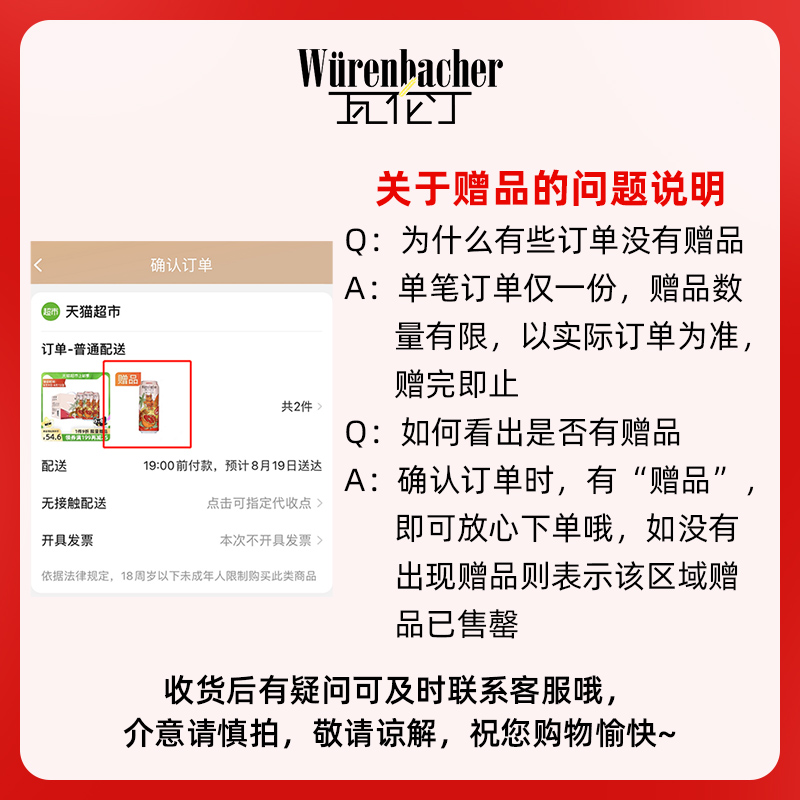 Würenbacher
瓦伦丁
关于赠品的问题说明
Q：为什么有些订单没有赠品
A：单笔订单仅一份，赠品数
量有限，以实际订单为准，
赠完即止
Q：如何看出是否有赠品
A：确认订单时，有“赠品”，
即可放心下单哦，如没有
出现赠品则表示该区域赠
品已售罄
确认订单
超市 天猫超市
订单-普通配送
赠品
54.6
共2件
配送 19:00前付款，预计8月19日送达
无接触配送 点击可指定代收点
开具发票 本次不开具发票
依据法律规定，18周岁以下未成年人限制购买此类商品
收货后有疑问可及时联系客服哦，
介意请慎拍，敬请谅解，祝您购物愉快~